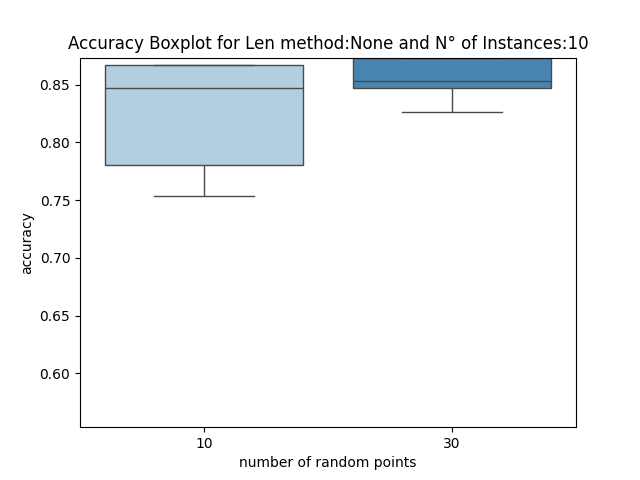 Accuracy Boxplot for Len method:None and N° of Instances:10
accuracy
0.85
0.80
0.75
0.70
0.65
0.60
10
30
number of random points